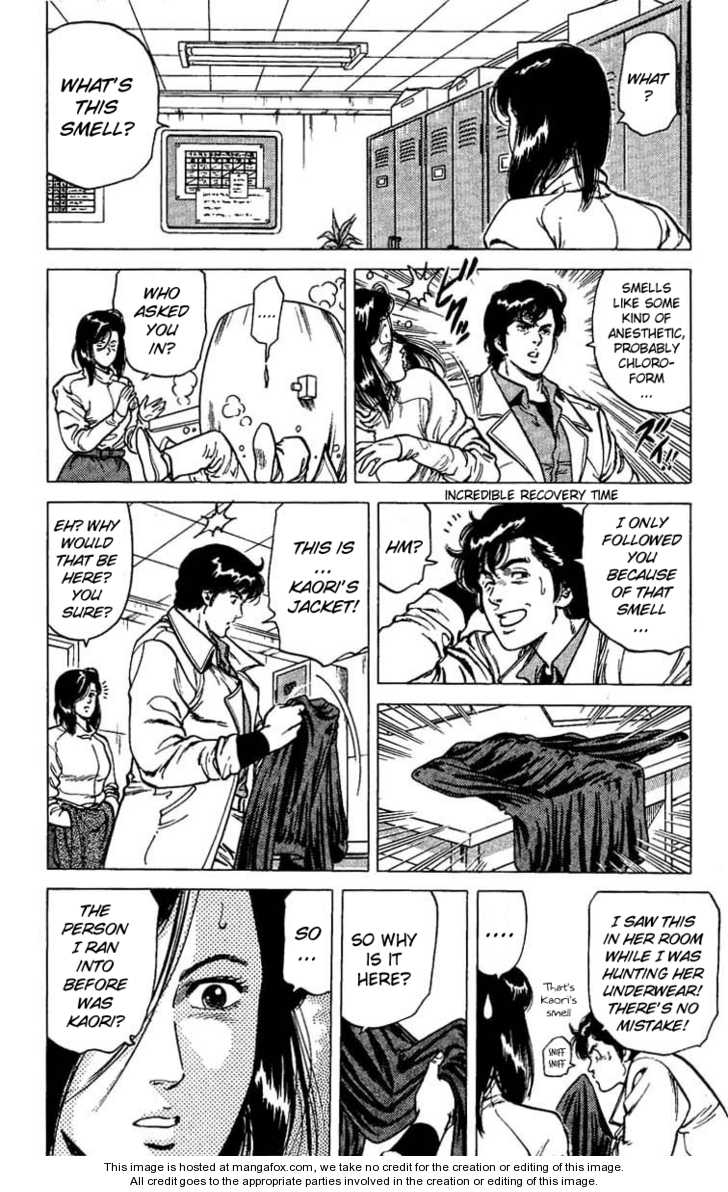 WHAT'S
THIS
SMELL?
WHAT
?
WHO
ASKED
YOU
IN?
....
SMELLS
LIKE SOME
KIND OF
ANESTHETIC,
PROBABLY
CHLORO-
FORM
...
INCREDIBLE RECOVERY TIME
EH? WHY
WOULD
THAT BE
HERE?
YOU
SURE?
THIS IS
...
KAORI'S
JACKET!
HM?
I ONLY
FOLLOWED
YOU
BECAUSE
OF THAT
SMELL
...
THE
PERSON
I RAN
INTO
BEFORE
WAS
KAORI?
SO
...
SO WHY
IS IT
HERE?
....
That's
Kaori's
smell
SNIFF
SNIFF
I SAW THIS
IN HER ROOM
WHILE I WAS
HUNTING HER
UNDERWEAR!
THERE'S NO
MISTAKE!
This image is hosted at mangafox.com, we take no credit for the creation or editing of this image.
All credit goes to the appropriate parties involved in the creation or editing of this image.